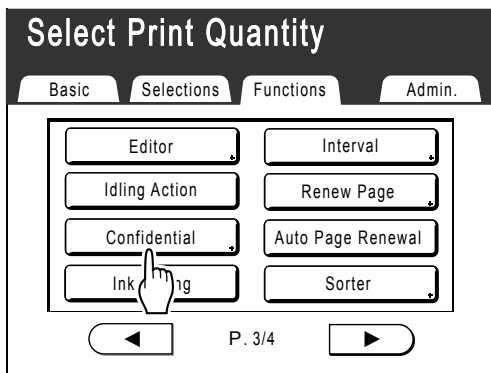 Select Print Quantity
Basic Selections Functions Admin.
Editor Interval
Idling Action Renew Page
Confidential Auto Page Renewal
Ink Sorter
P. 3/4